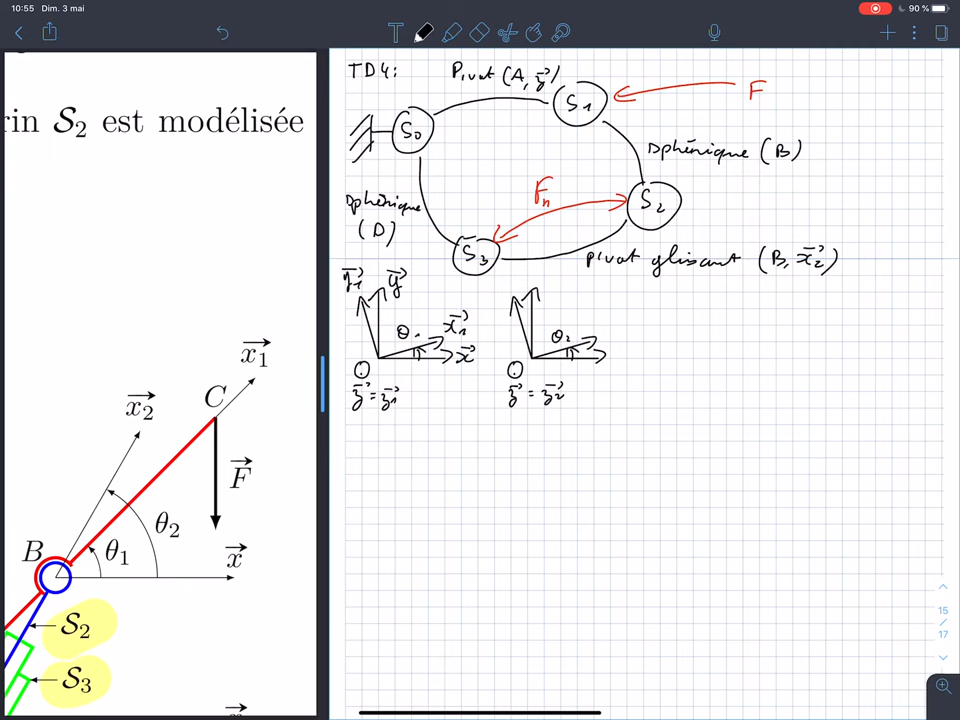 10:55 Dim. 3 mai
90 %
rin S₂ est modélisée
x₂
x₁
C
F
θ₂
B
θ₁
x
S₂
S₃
TD4:
Pivot (A, z)
S₀
S₁
F
sphérique (B)
Fₙ
S₂
sphérique
(D)
S₃
pivot glissant (B, x₂)
y₁
y
θ₁
x₁
x
O
z = z₁
θ₂
O
z = z₂
15
/
17